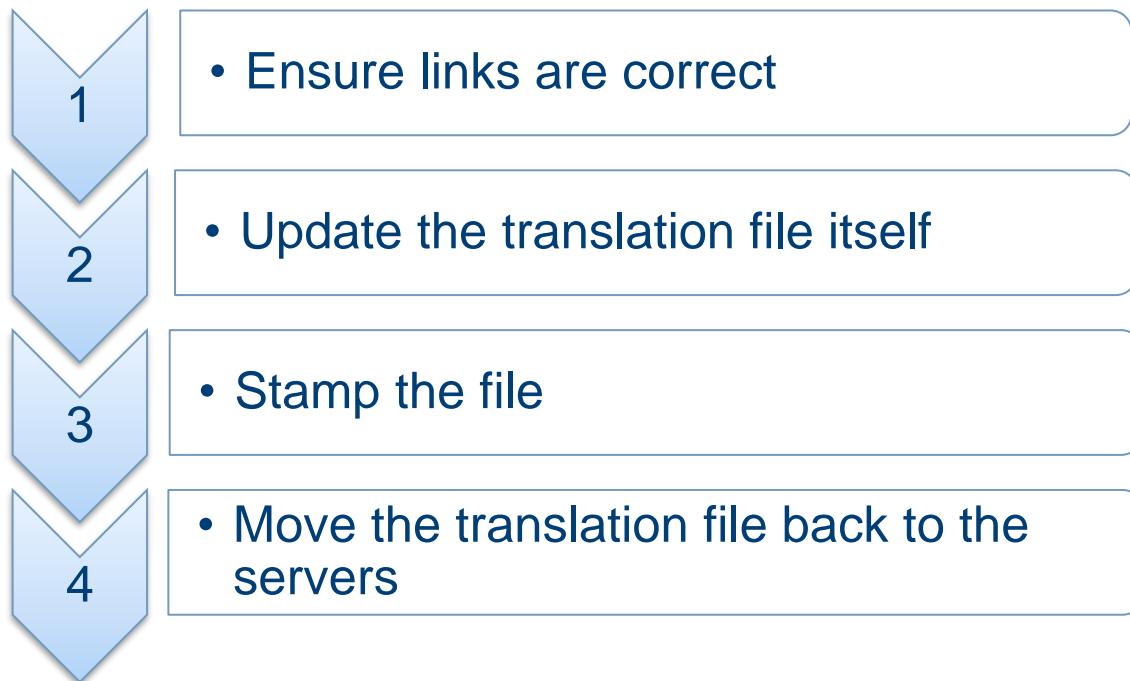 1
• Ensure links are correct
2
• Update the translation file itself
3
• Stamp the file
4
• Move the translation file back to the
servers